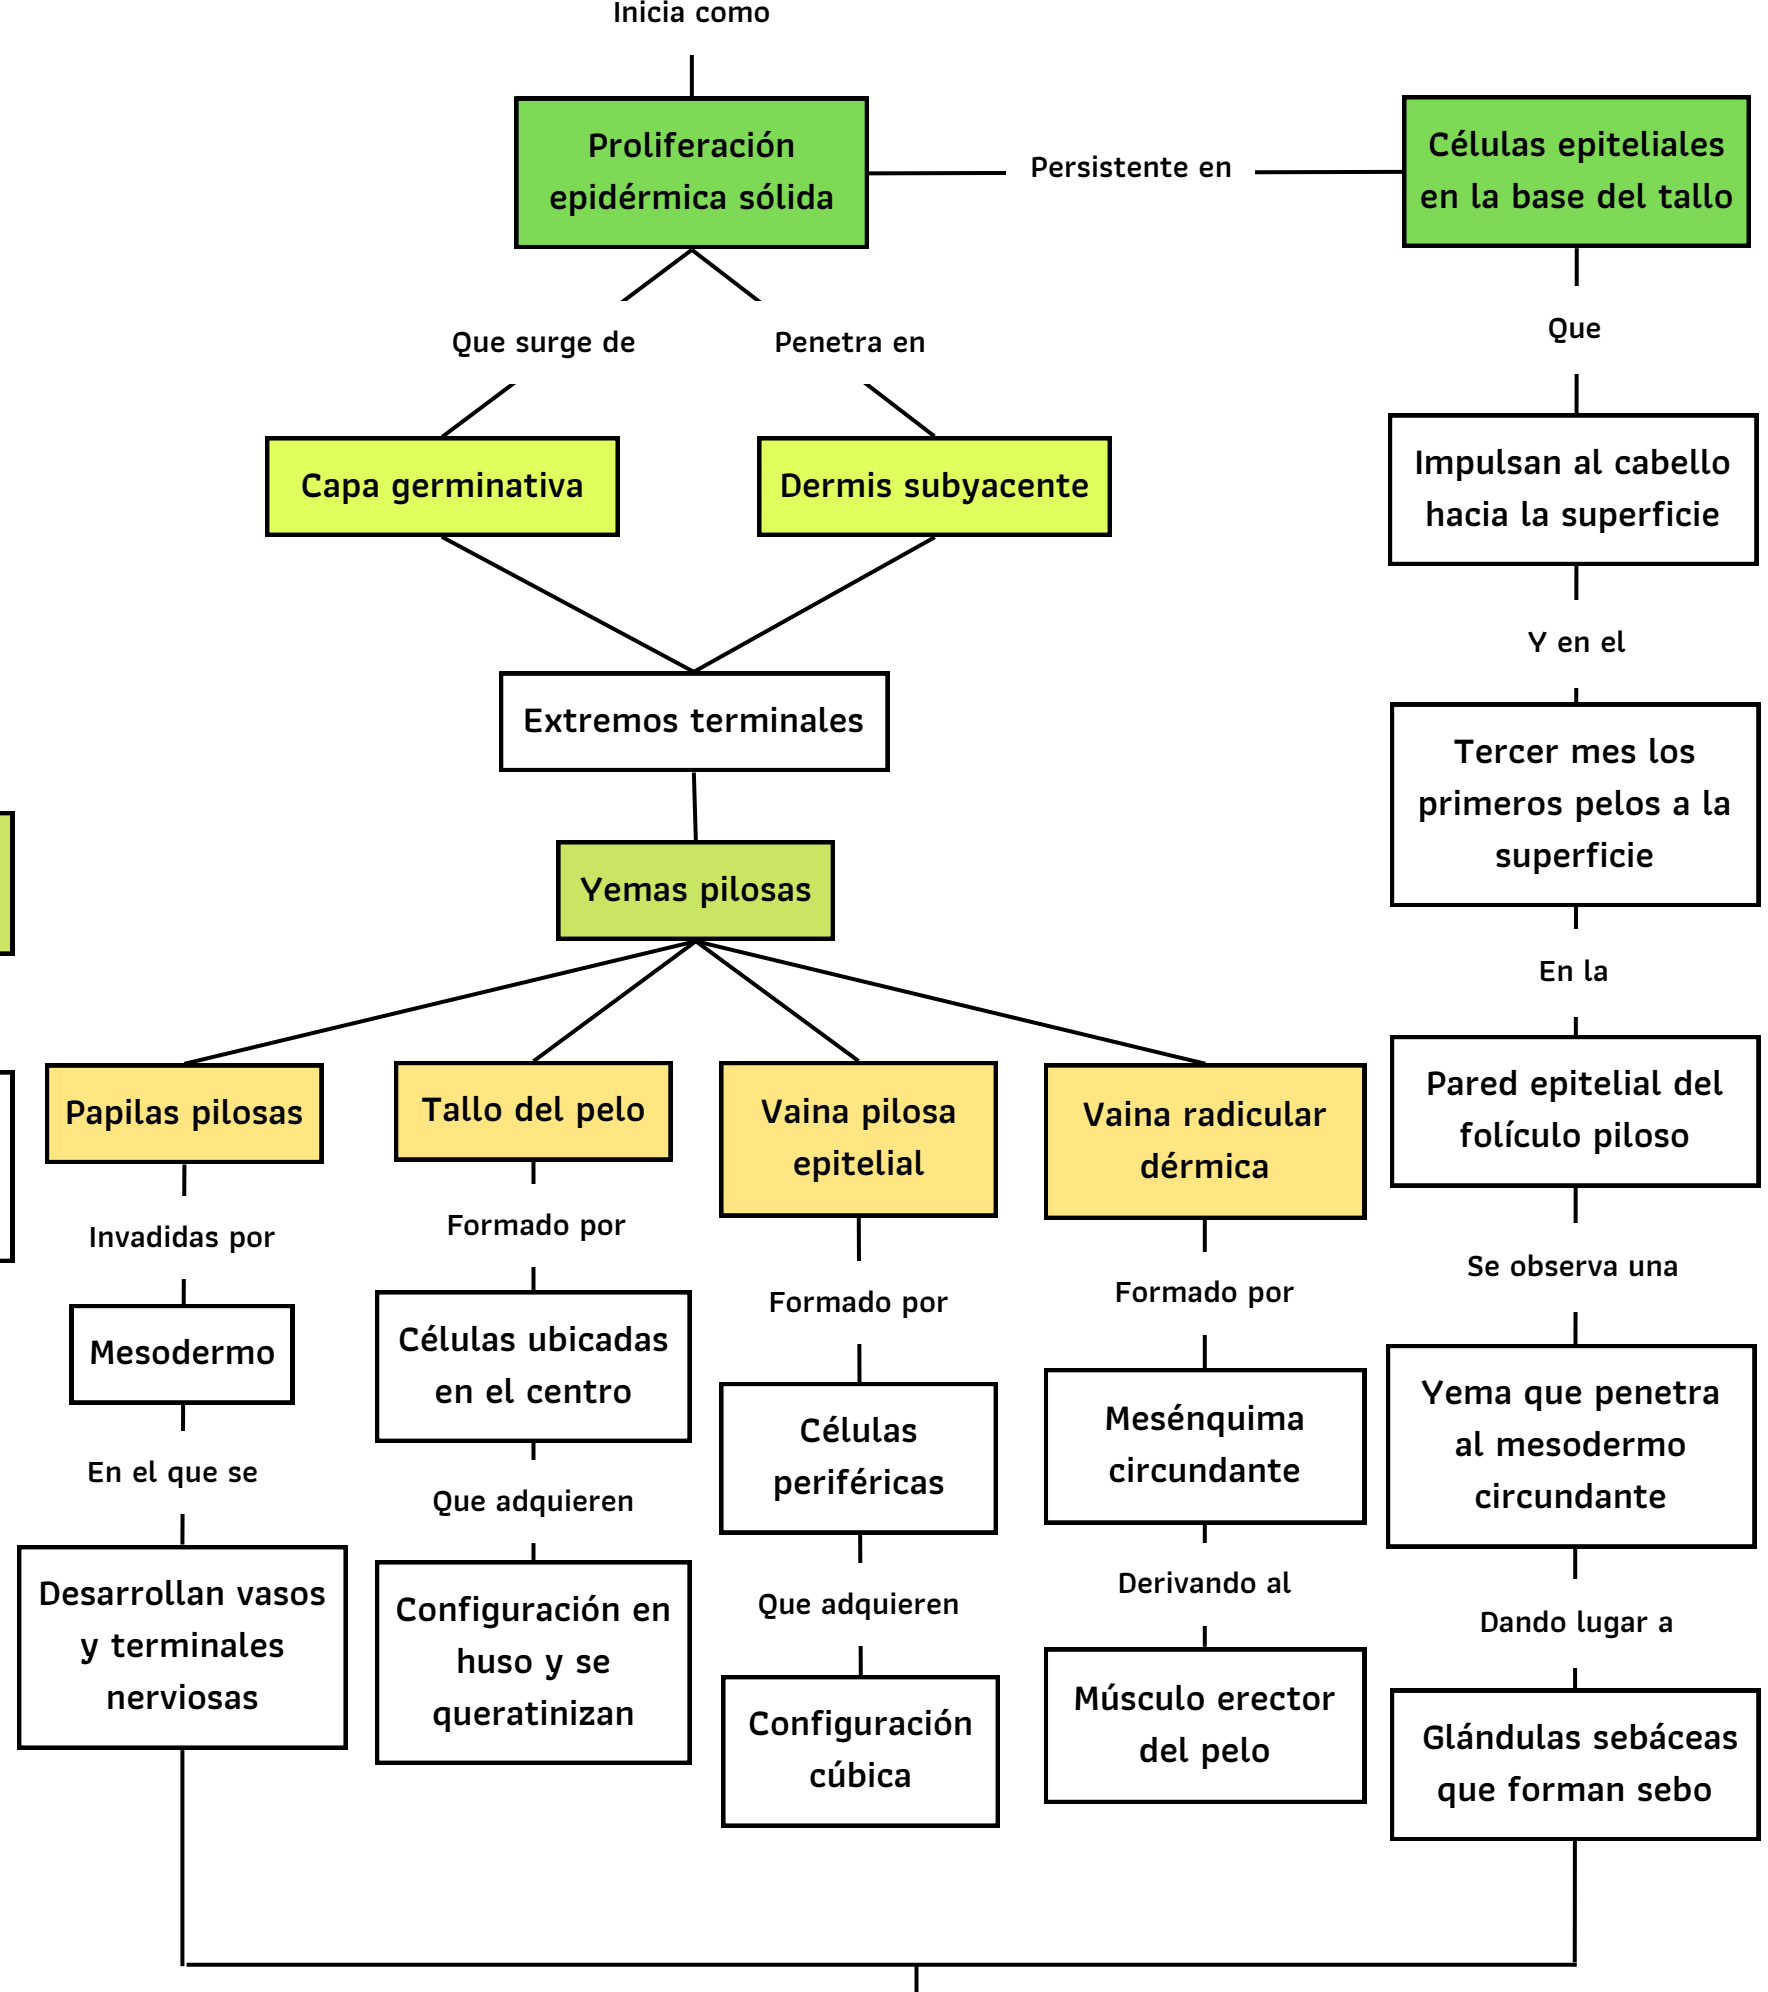 Inicia como
Proliferación
epidérmica sólida
Persistente en
Células epiteliales
en la base del tallo
Que surge de
Penetra en
Que
Capa germinativa
Dermis subyacente
Impulsan al cabello
hacia la superficie
Y en el
Extremos terminales
Tercer mes los
primeros pelos a la
superficie
Yemas pilosas
En la
Papilas pilosas
Tallo del pelo
Vaina pilosa
epitelial
Vaina radicular
dérmica
Pared epitelial del
folículo piloso
Invadidas por
Formado por
Formado por
Formado por
Se observa una
Mesodermo
Células ubicadas
en el centro
Células
periféricas
Mesénquima
circundante
Yema que penetra
al mesodermo
circundante
En el que se
Que adquieren
Que adquieren
Derivando al
Dando lugar a
Desarrollan vasos
y terminales
nerviosas
Configuración en
huso y se
queratinizan
Configuración
cúbica
Músculo erector
del pelo
Glándulas sebáceas
que forman sebo